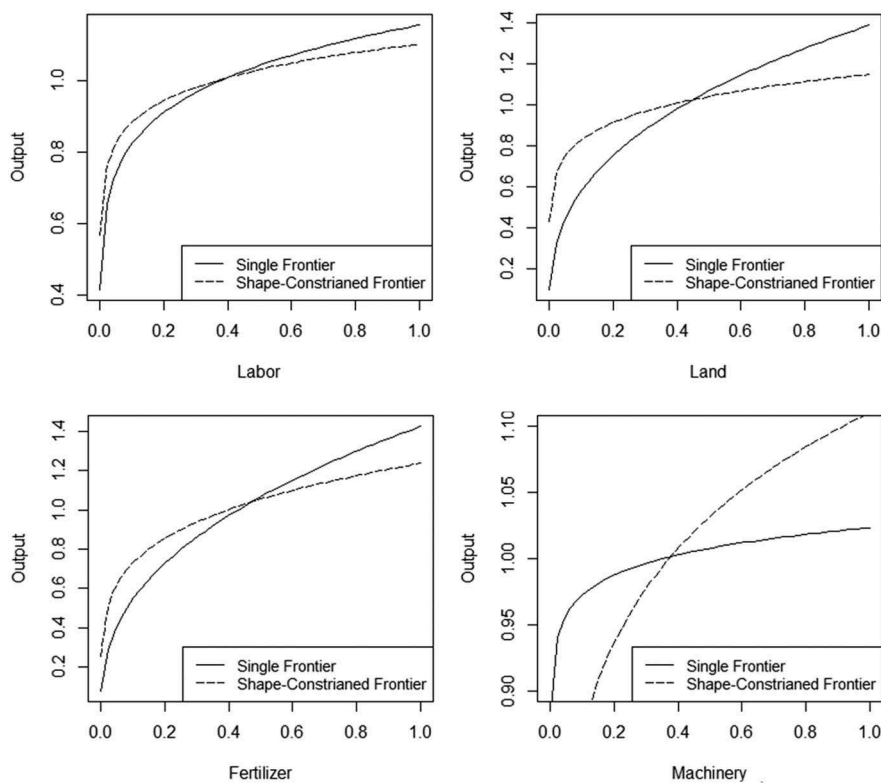 Output
1.0
0.8
0.6
0.4
Single Frontier
Shape-Constrianed Frontier
0.0 0.2 0.4 0.6 0.8 1.0
Labor
Output
1.4
1.2
1.0
0.8
0.6
0.4
0.2
Single Frontier
Shape-Constrianed Frontier
0.0 0.2 0.4 0.6 0.8 1.0
Land
Output
1.4
1.2
1.0
0.8
0.6
0.4
0.2
Single Frontier
Shape-Constrianed Frontier
0.0 0.2 0.4 0.6 0.8 1.0
Fertilizer
Output
1.10
1.05
1.00
0.95
0.90
Single Frontier
Shape-Constrianed Frontier
0.0 0.2 0.4 0.6 0.8 1.0
Machinery